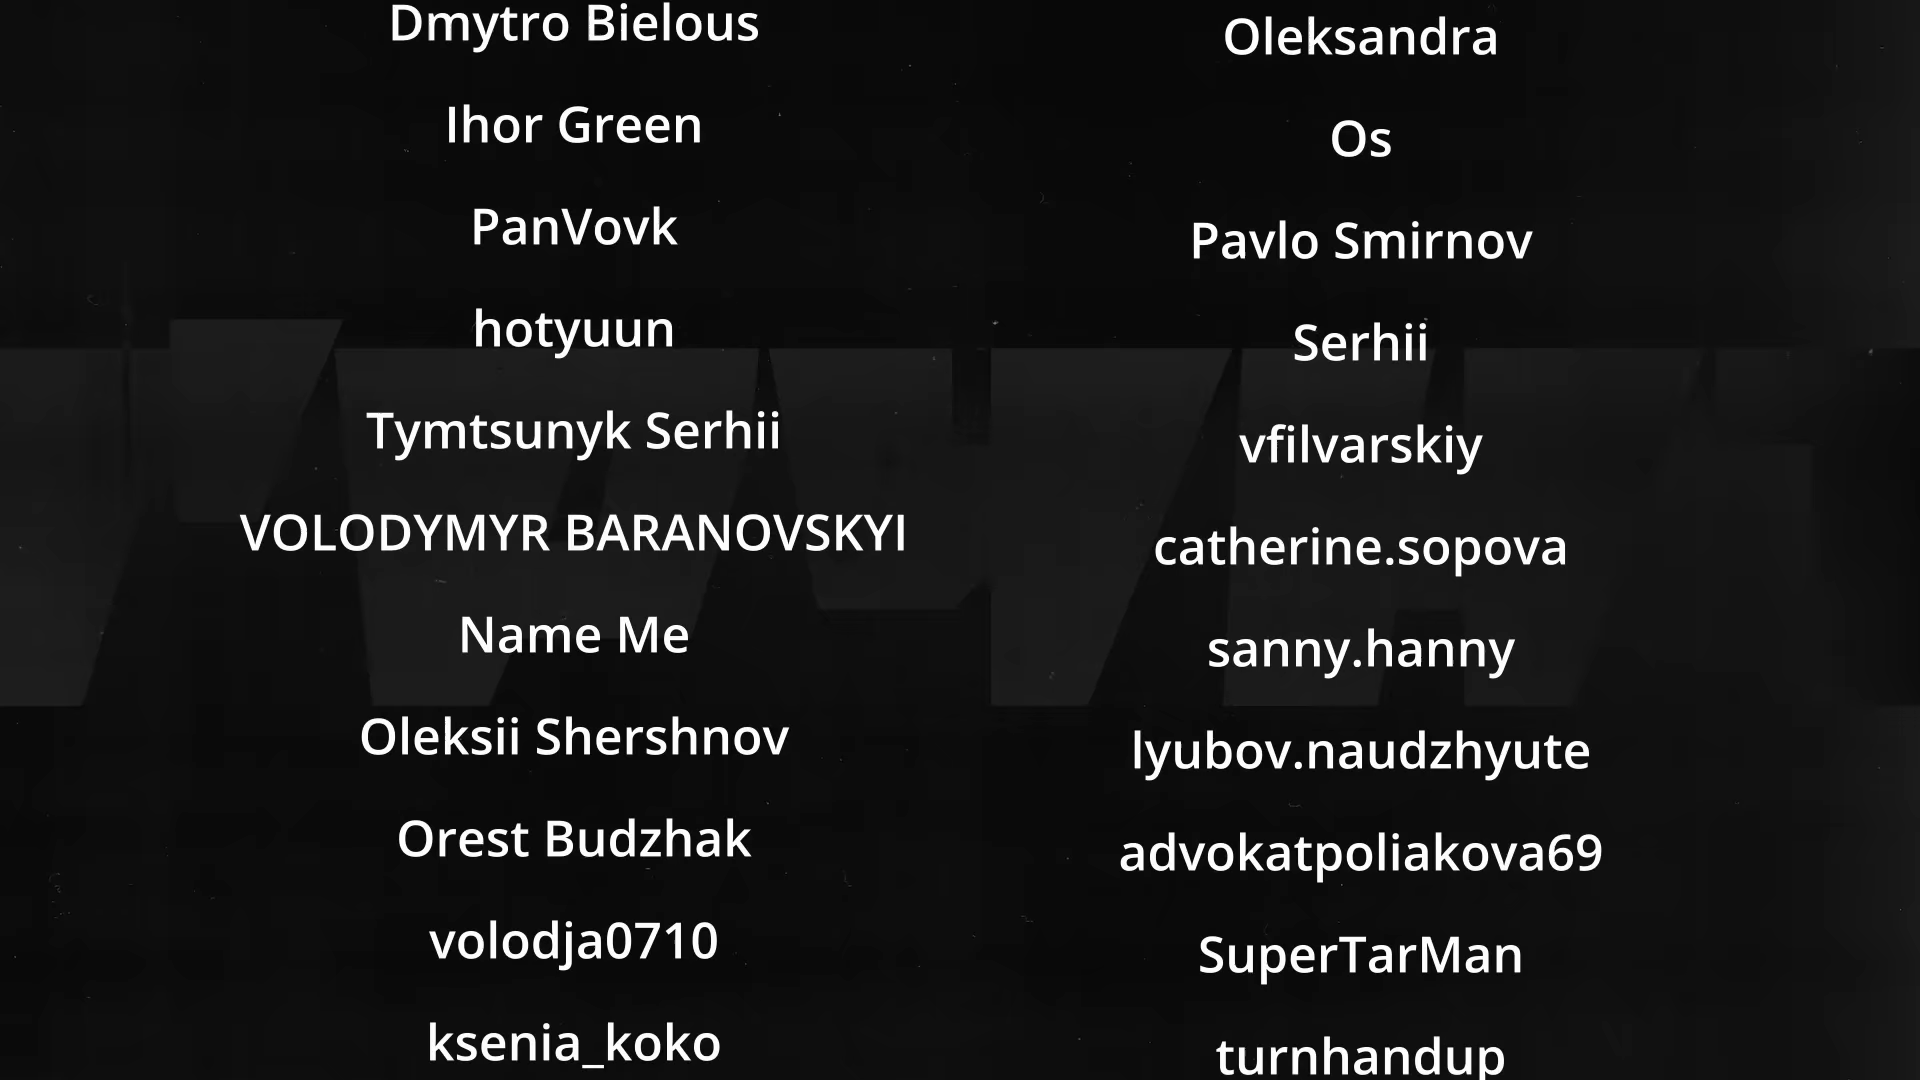 Dmytro Bielous
Ihor Green
PanVovk
hotyuun
Tymtsunyk Serhii
VOLODYMYR BARANOVSKYI
Name Me
Oleksii Shershnov
Orest Budzhak
volodja0710
ksenia_koko
Oleksandra
Os
Pavlo Smirnov
Serhii
vfilvarskiy
catherine.sopova
sanny.hanny
lyubov.naudzhyute
advokatpoliakova69
SuperTarMan
turnhandup